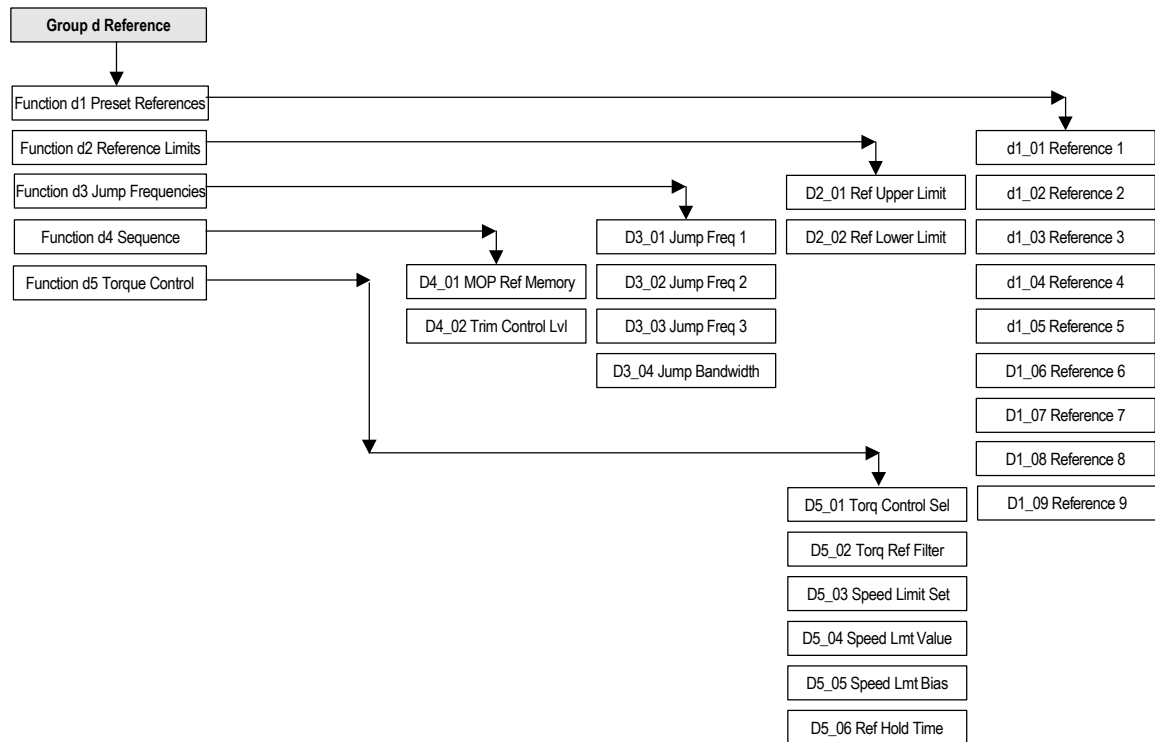 Group d Reference
Function d1 Preset References
Function d2 Reference Limits
Function d3 Jump Frequencies
Function d4 Sequence
Function d5 Torque Control
D4_01 MOP Ref Memory
D4_02 Trim Control Lvl
D3_01 Jump Freq 1
D3_02 Jump Freq 2
D3_03 Jump Freq 3
D3_04 Jump Bandwidth
D2_01 Ref Upper Limit
D2_02 Ref Lower Limit
d1_01 Reference 1
d1_02 Reference 2
d1_03 Reference 3
d1_04 Reference 4
d1_05 Reference 5
D1_06 Reference 6
D1_07 Reference 7
D1_08 Reference 8
D1_09 Reference 9
D5_01 Torq Control Sel
D5_02 Torq Ref Filter
D5_03 Speed Limit Set
D5_04 Speed Lmt Value
D5_05 Speed Lmt Bias
D5_06 Ref Hold Time